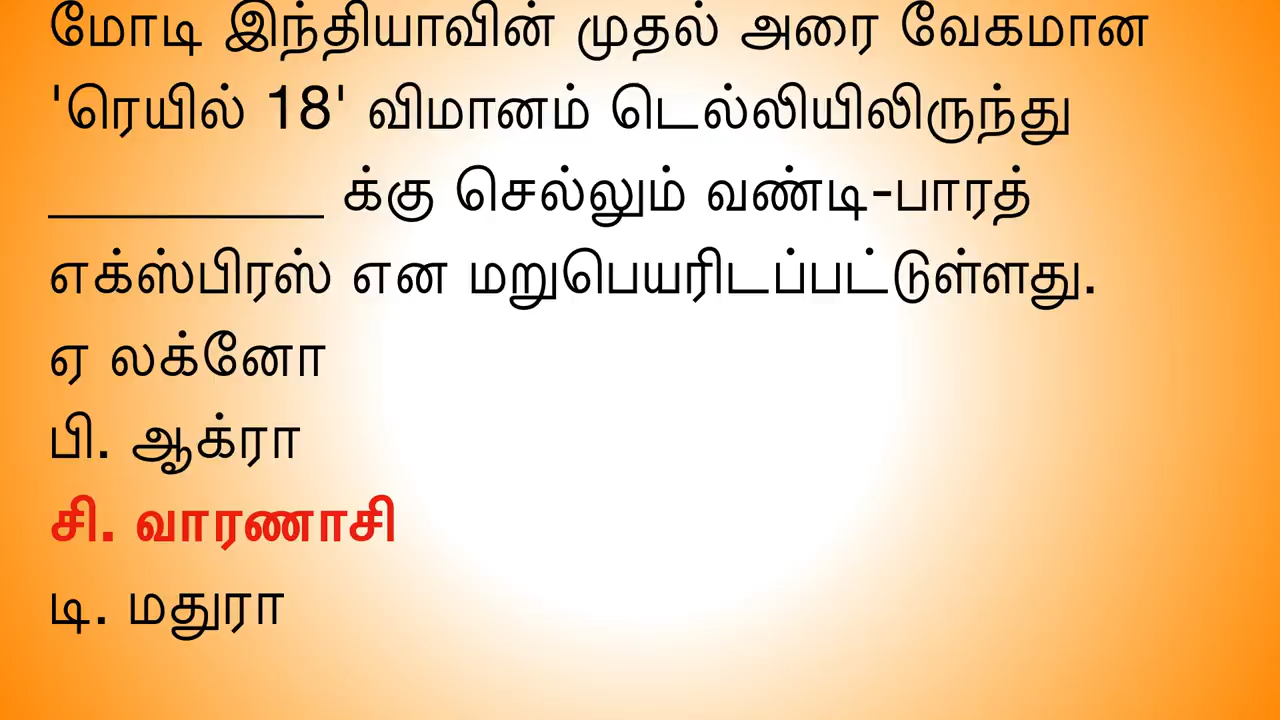 மோடி இந்தியாவின் முதல் அரை வேகமான
'ரெயில் 18' விமானம் டெல்லியிலிருந்து
__________ க்கு செல்லும் வண்டி-பாரத்
எக்ஸ்பிரஸ் என மறுபெயரிடப்பட்டுள்ளது.
ஏ லக்னோ
பி. ஆக்ரா
சி. வாரணாசி
டி. மதுரா